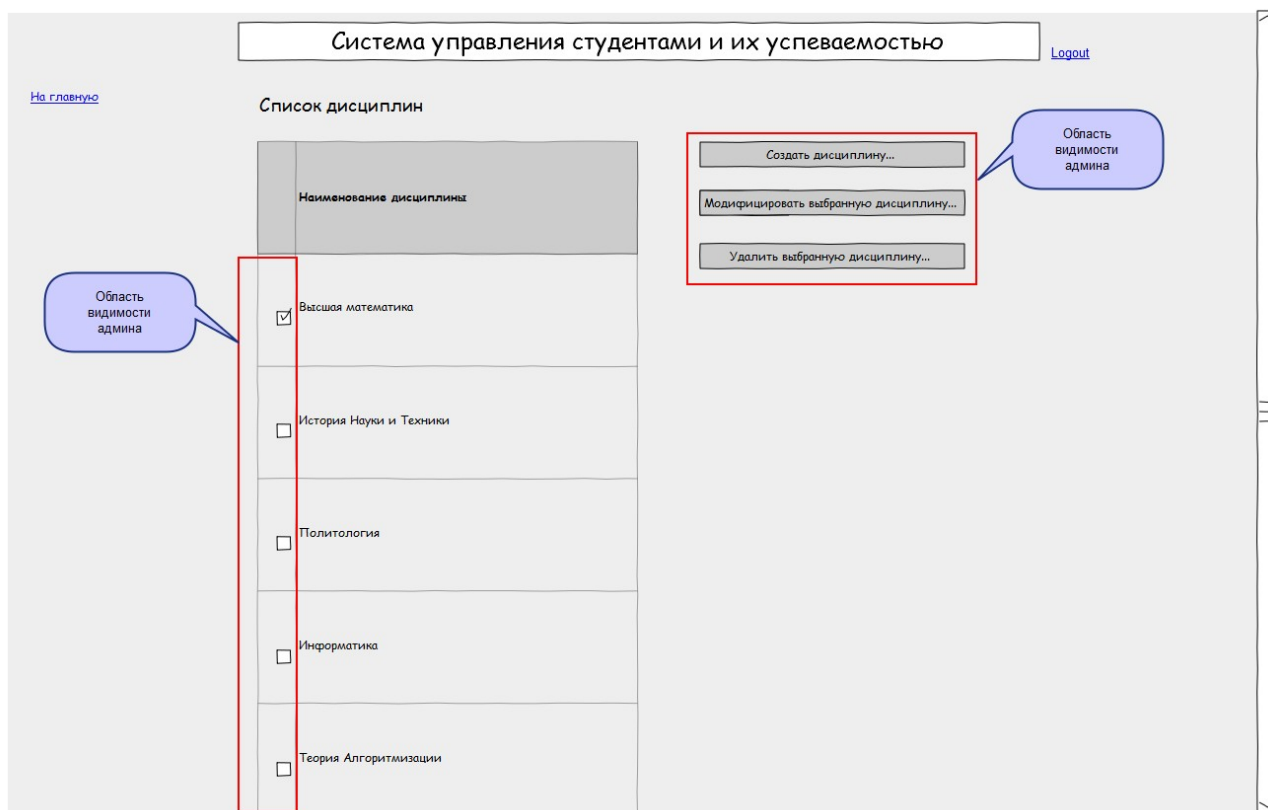 Система управления студентами и их успеваемостью
Logout
На главную
Список дисциплин
Наименование дисциплины
Высшая математика
История Науки и Техники
Политология
Информатика
Теория Алгоритмизации
Создать дисциплину...
Модифицировать выбранную дисциплину...
Удалить выбранную дисциплину...
Область
видимости
админа
Область
видимости
админа